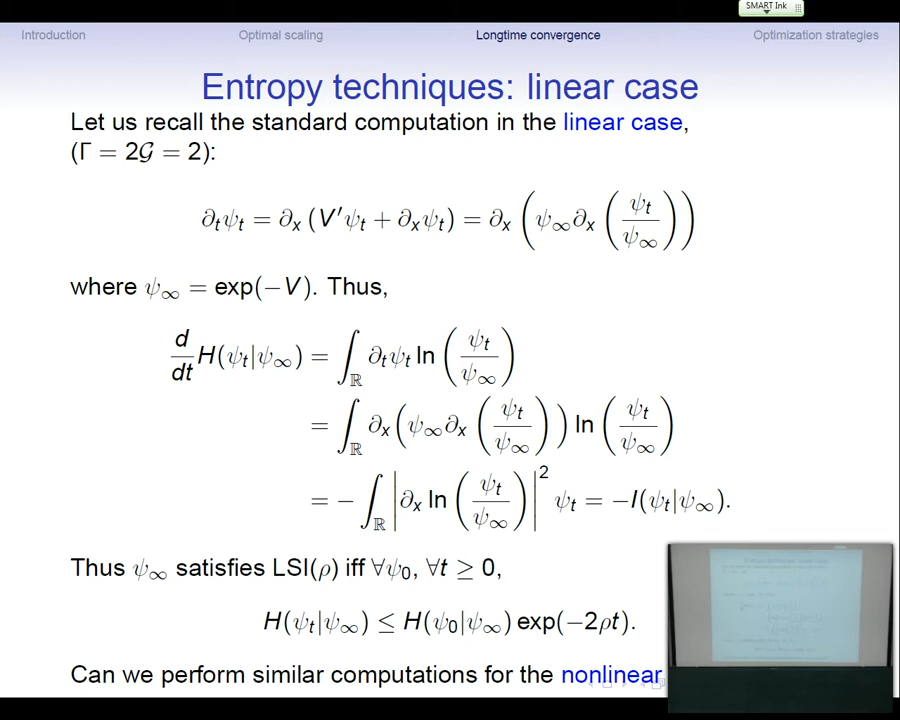 SMART Ink
Introduction Optimal scaling Longtime convergence Optimization strategies
Entropy techniques: linear case
Let us recall the standard computation in the linear case,
(Γ = 2𝒢 = 2):
∂ₜψₜ = ∂ₓ (V′ψₜ + ∂ₓψₜ) = ∂ₓ (ψ∞∂ₓ (ψₜ/ψ∞))
where ψ∞ = exp(−V). Thus,
d/dt H(ψₜ|ψ∞) = ∫_ℝ ∂ₜψₜ ln (ψₜ/ψ∞)
= ∫_ℝ ∂ₓ(ψ∞∂ₓ (ψₜ/ψ∞)) ln (ψₜ/ψ∞)
= − ∫_ℝ |∂ₓ ln (ψₜ/ψ∞)|² ψₜ = −I(ψₜ|ψ∞).
Thus ψ∞ satisfies LSI(ρ) iff ∀ψ₀, ∀t ≥ 0,
H(ψₜ|ψ∞) ≤ H(ψ₀|ψ∞) exp(−2ρt).
Can we perform similar computations for the nonlinear